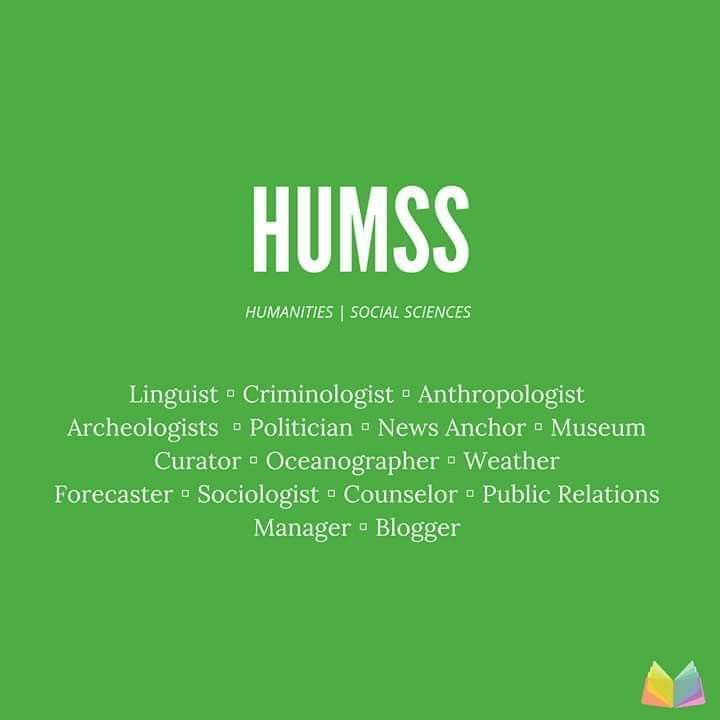 HUMSS
HUMANITIES | SOCIAL SCIENCES
Linguist ▫ Criminologist ▫ Anthropologist
Archeologists ▫ Politician ▫ News Anchor ▫ Museum
Curator ▫ Oceanographer ▫ Weather
Forecaster ▫ Sociologist ▫ Counselor ▫ Public Relations
Manager ▫ Blogger